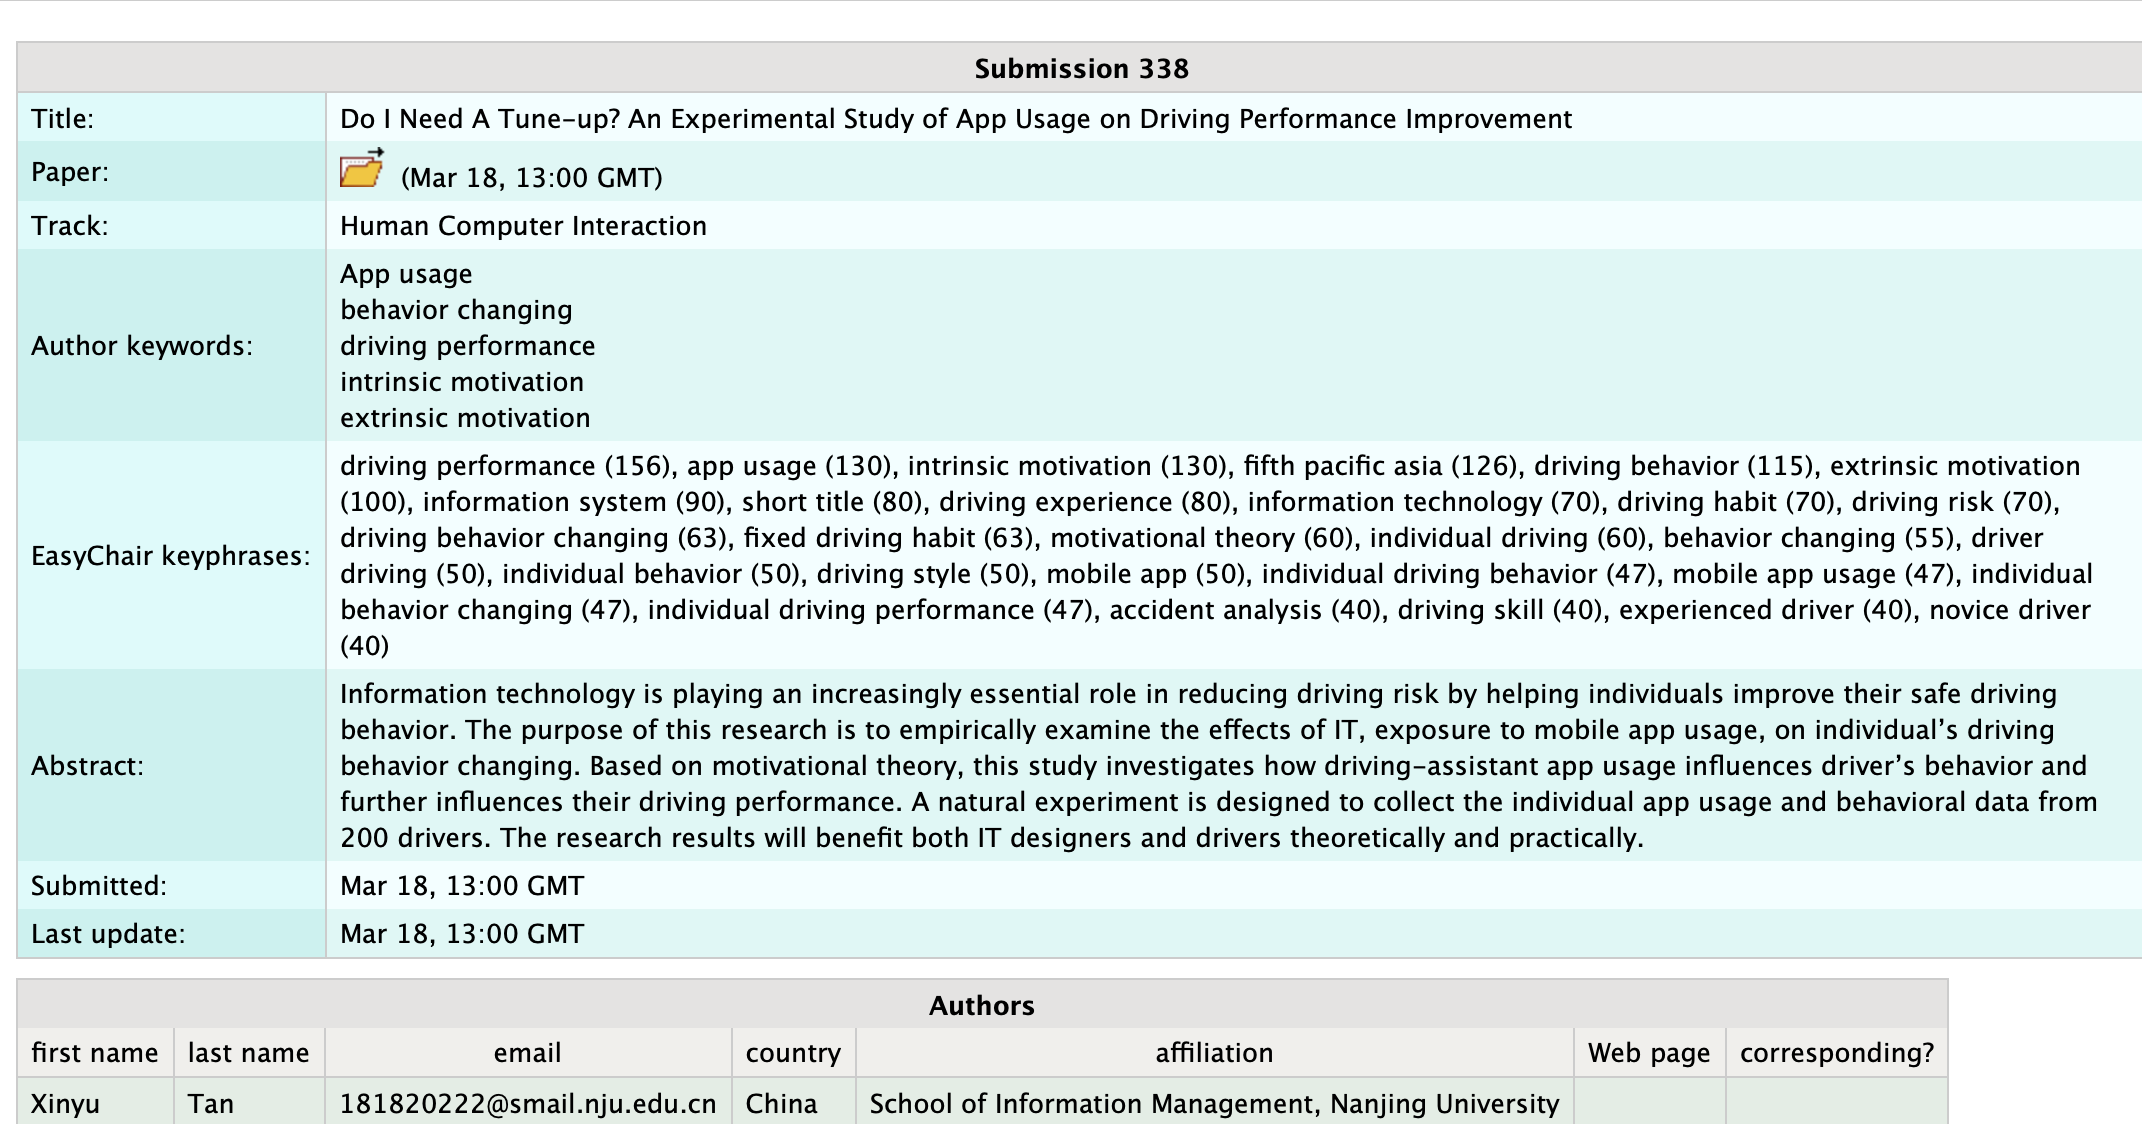 Submission 338
Title:
Do I Need A Tune-up? An Experimental Study of App Usage on Driving Performance Improvement
Paper:
(Mar 18, 13:00 GMT)
Track:
Human Computer Interaction
Author keywords:
App usage
behavior changing
driving performance
intrinsic motivation
extrinsic motivation
EasyChair keyphrases:
driving performance (156), app usage (130), intrinsic motivation (130), fifth pacific asia (126), driving behavior (115), extrinsic motivation
(100), information system (90), short title (80), driving experience (80), information technology (70), driving habit (70), driving risk (70),
driving behavior changing (63), fixed driving habit (63), motivational theory (60), individual driving (60), behavior changing (55), driver
driving (50), individual behavior (50), driving style (50), mobile app (50), individual driving behavior (47), mobile app usage (47), individual
behavior changing (47), individual driving performance (47), accident analysis (40), driving skill (40), experienced driver (40), novice driver
(40)
Abstract:
Information technology is playing an increasingly essential role in reducing driving risk by helping individuals improve their safe driving
behavior. The purpose of this research is to empirically examine the effects of IT, exposure to mobile app usage, on individual’s driving
behavior changing. Based on motivational theory, this study investigates how driving-assistant app usage influences driver’s behavior and
further influences their driving performance. A natural experiment is designed to collect the individual app usage and behavioral data from
200 drivers. The research results will benefit both IT designers and drivers theoretically and practically.
Submitted:
Mar 18, 13:00 GMT
Last update:
Mar 18, 13:00 GMT
Authors
first name last name email country affiliation Web page corresponding?
Xinyu Tan 181820222@smail.nju.edu.cn China School of Information Management, Nanjing University